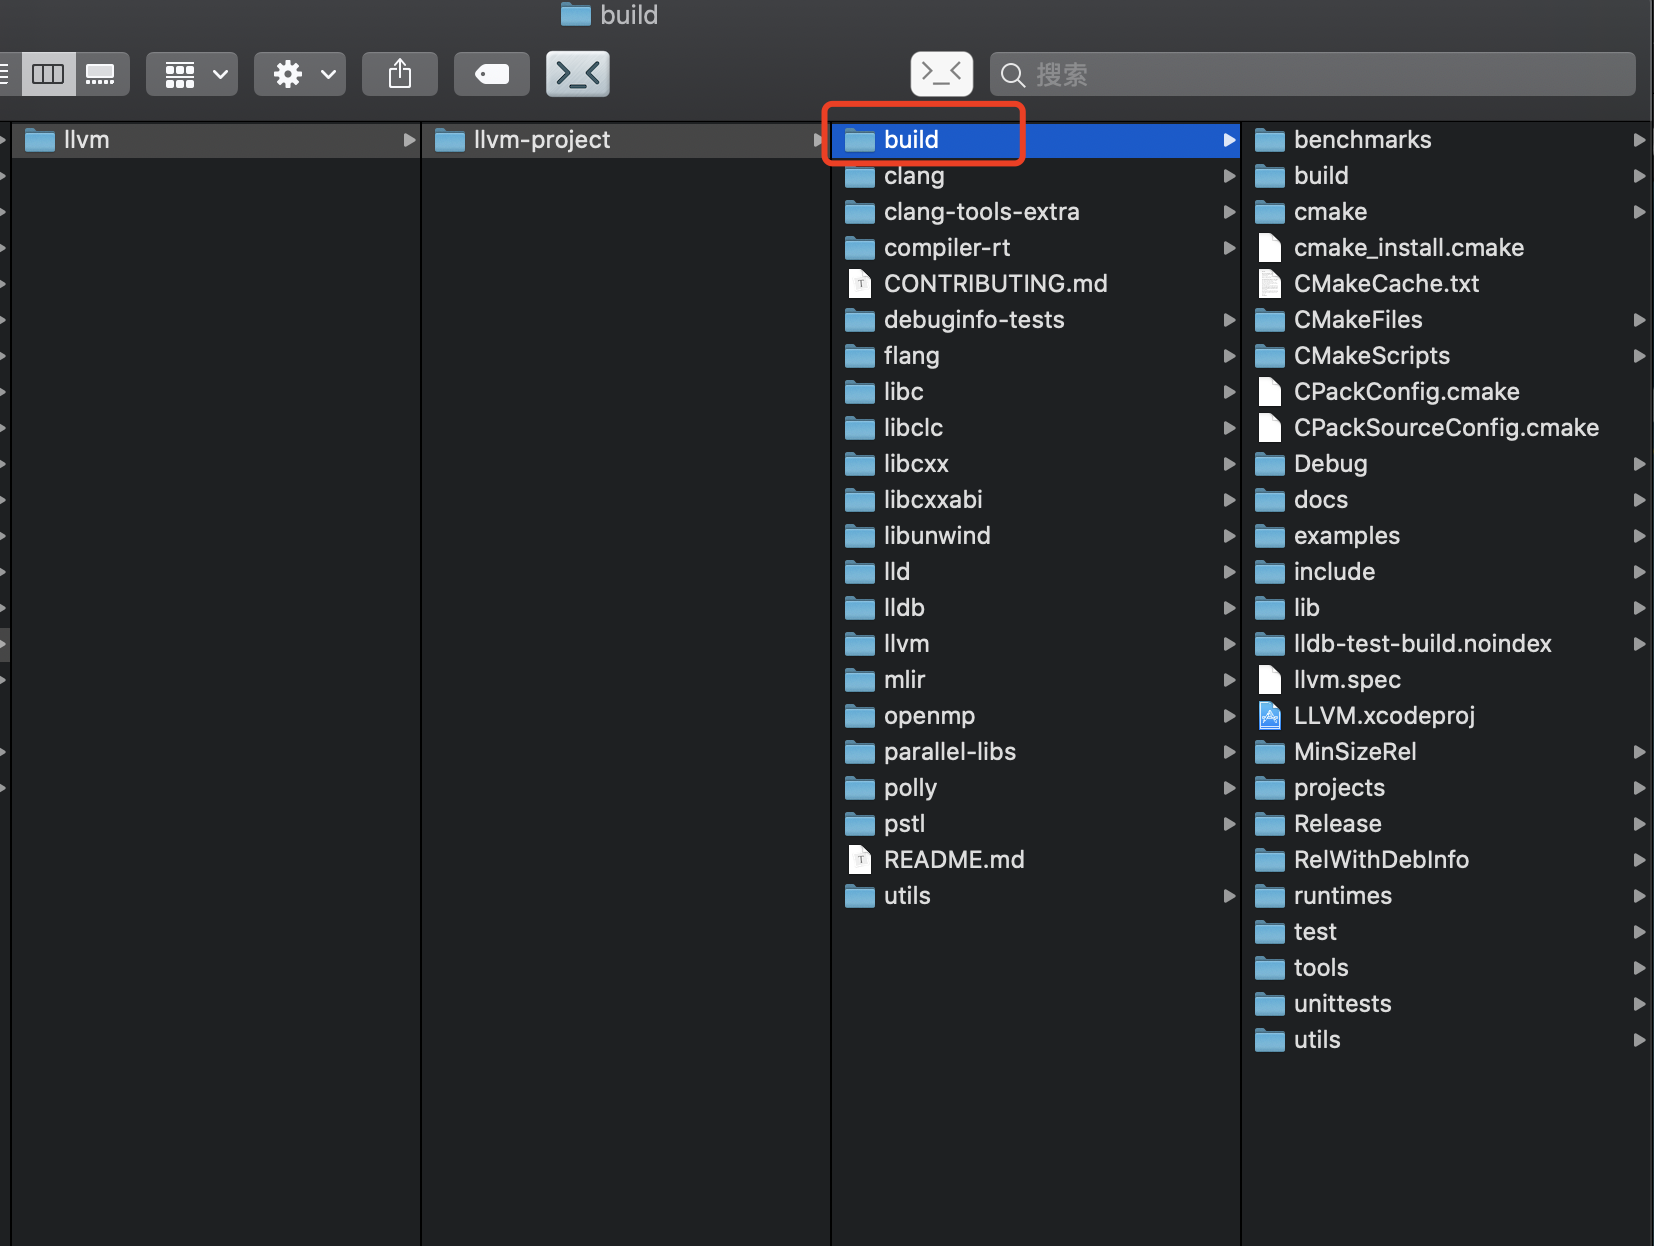 build
搜索
llvm
llvm-project
build
clang
clang-tools-extra
compiler-rt
CONTRIBUTING.md
debuginfo-tests
flang
libc
libclc
libcxx
libcxxabi
libunwind
lld
lldb
llvm
mlir
openmp
parallel-libs
polly
pstl
README.md
utils
benchmarks
build
cmake
cmake_install.cmake
CMakeCache.txt
CMakeFiles
CMakeScripts
CPackConfig.cmake
CPackSourceConfig.cmake
Debug
docs
examples
include
lib
lldb-test-build.noindex
llvm.spec
LLVM.xcodeproj
MinSizeRel
projects
Release
RelWithDebInfo
runtimes
test
tools
unittests
utils